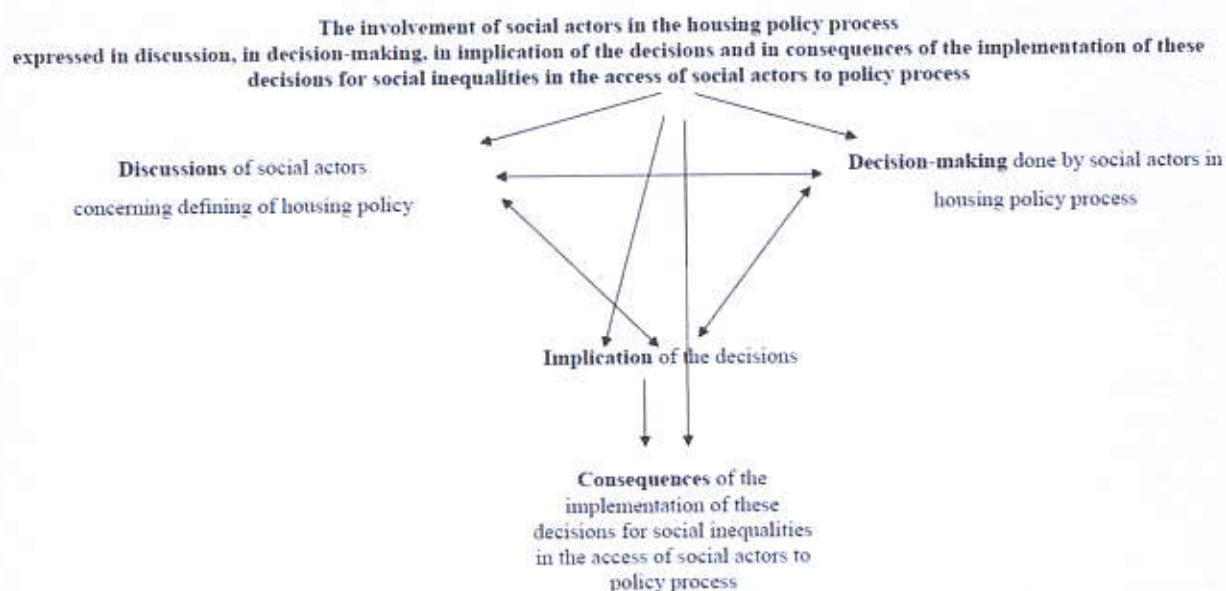 The involvement of social actors in the housing policy process
expressed in discussion, in decision-making, in implication of the decisions and in consequences of the implementation of these
decisions for social inequalities in the access of social actors to policy process
Discussions of social actors
concerning defining of housing policy
Decision-making done by social actors in
housing policy process
Implication of the decisions
Consequences of the
implementation of these
decisions for social inequalities
in the access of social actors to
policy process